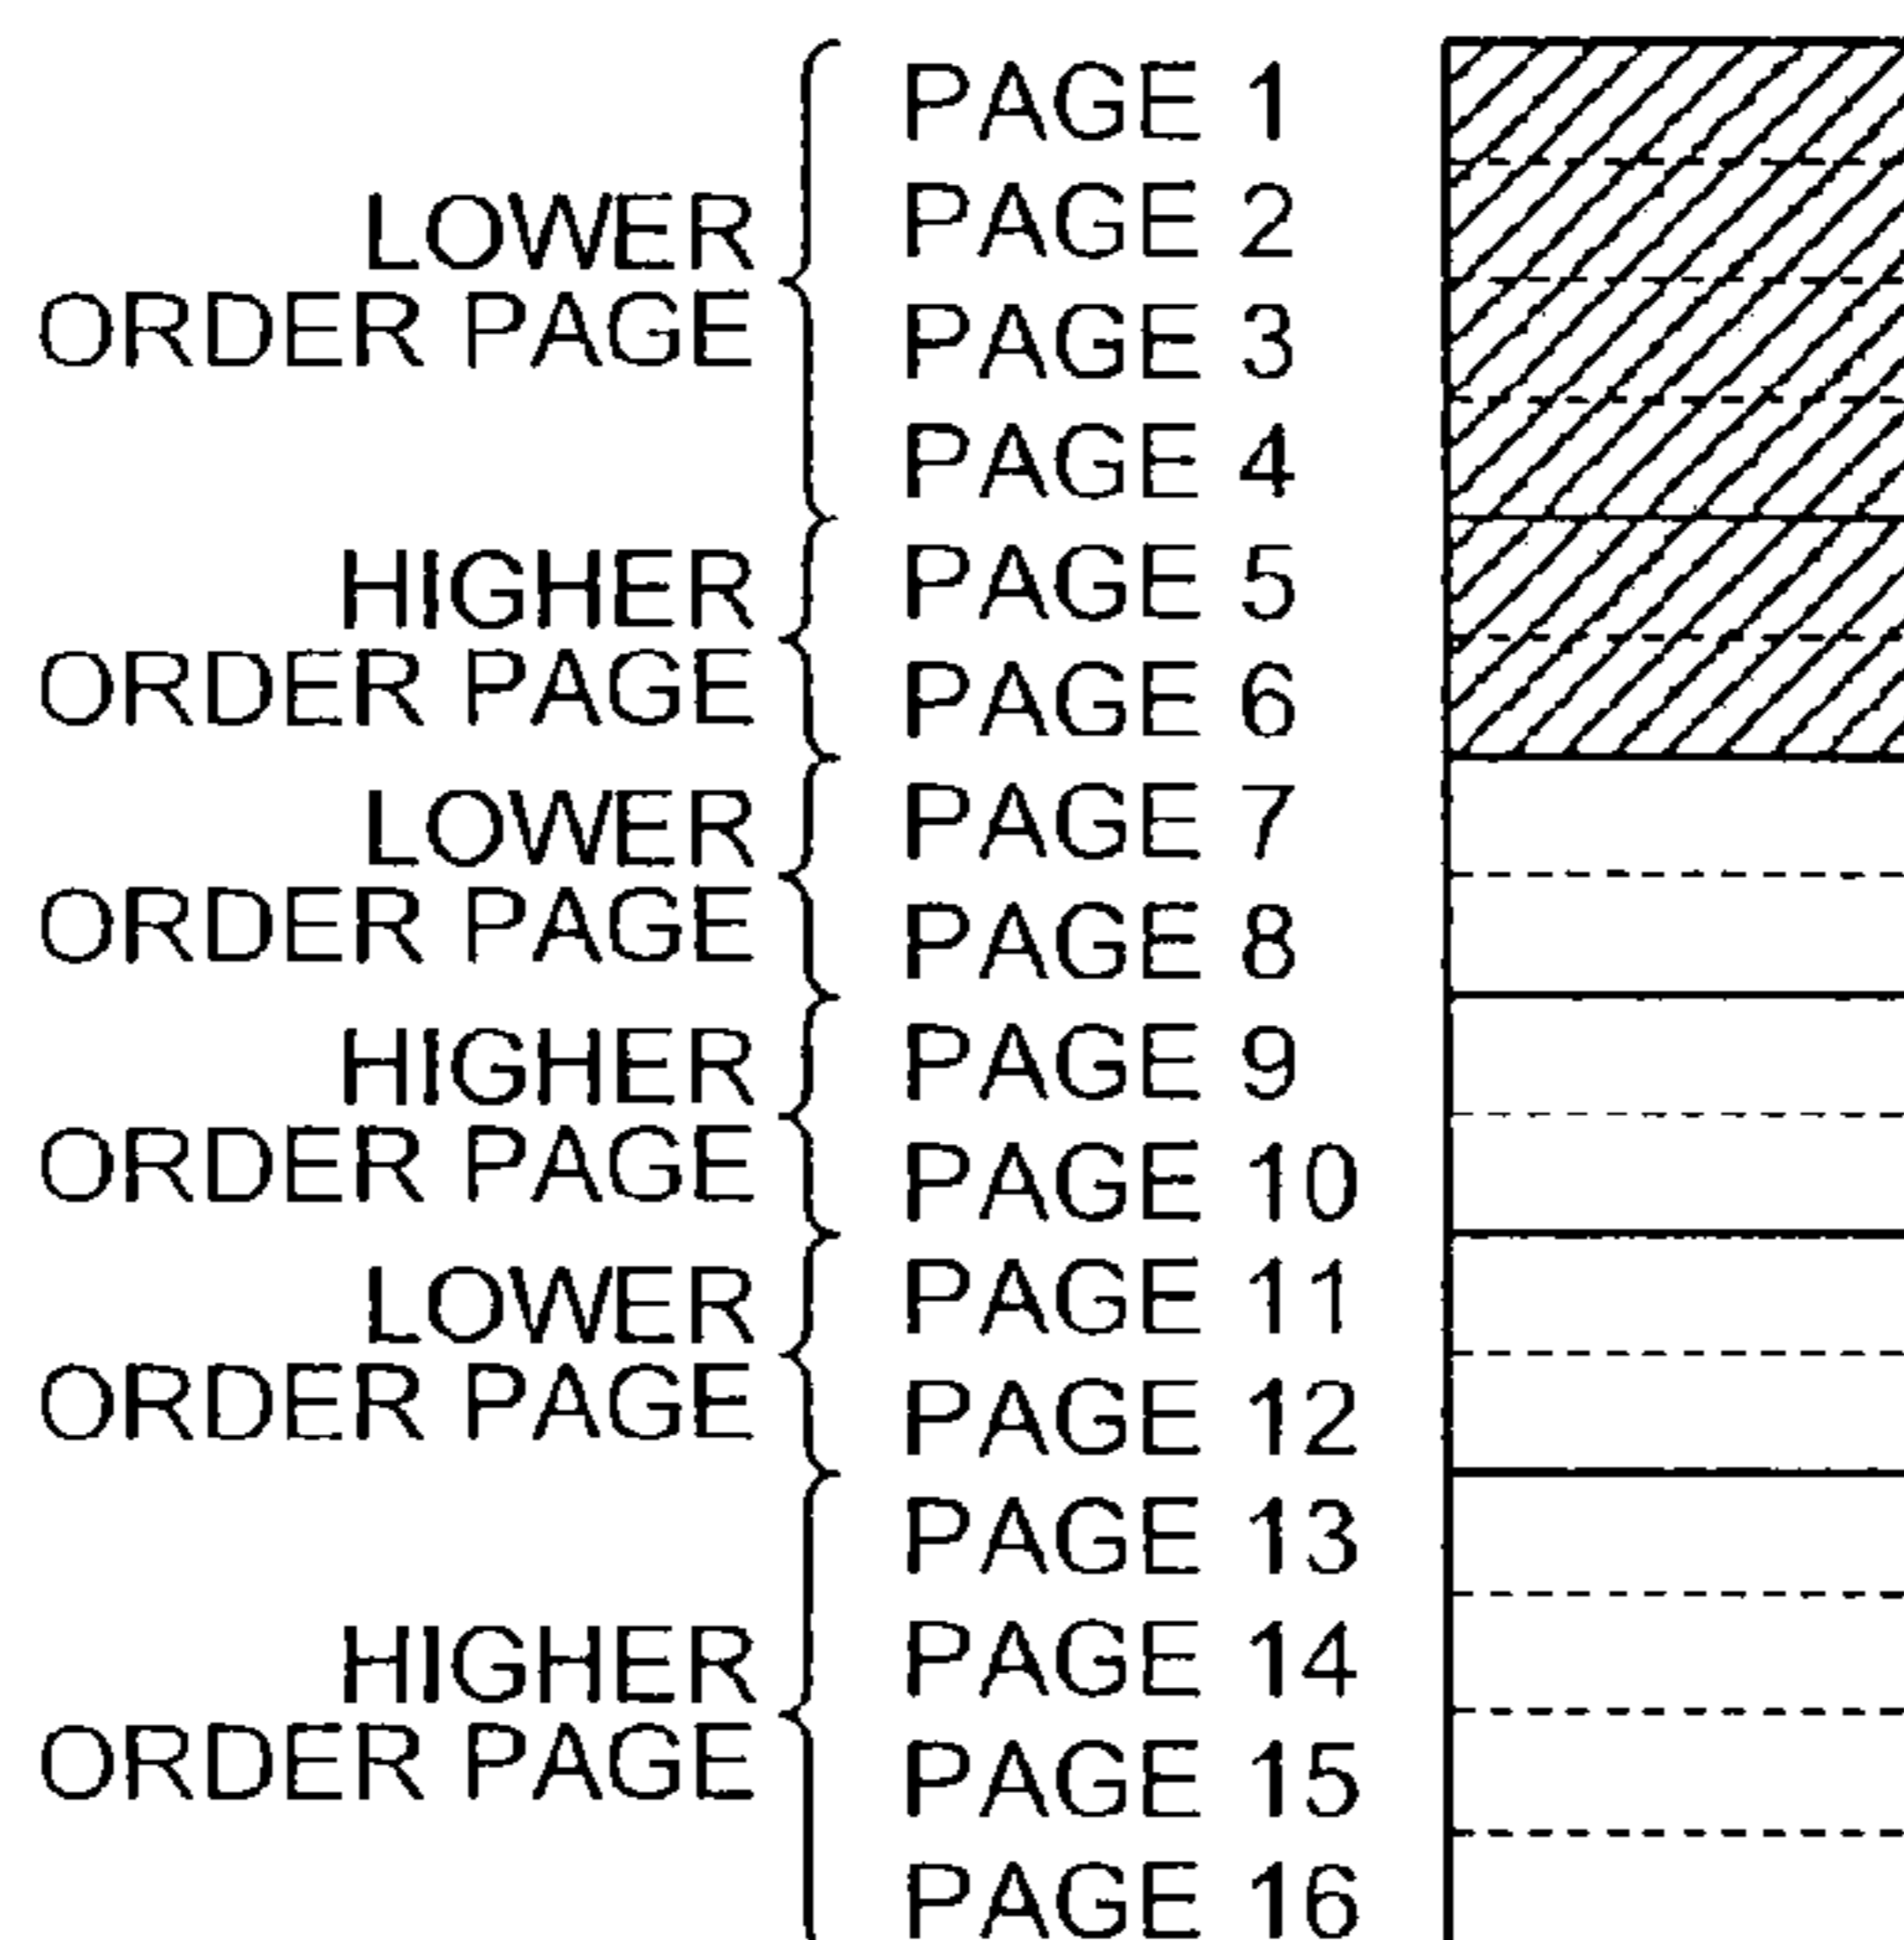 LOWER
ORDER PAGE
PAGE 1
PAGE 2
PAGE 3
PAGE 4
HIGHER
ORDER PAGE
PAGE 5
PAGE 6
LOWER
ORDER PAGE
PAGE 7
PAGE 8
HIGHER
ORDER PAGE
PAGE 9
PAGE 10
LOWER
ORDER PAGE
PAGE 11
PAGE 12
HIGHER
ORDER PAGE
PAGE 13
PAGE 14
PAGE 15
PAGE 16